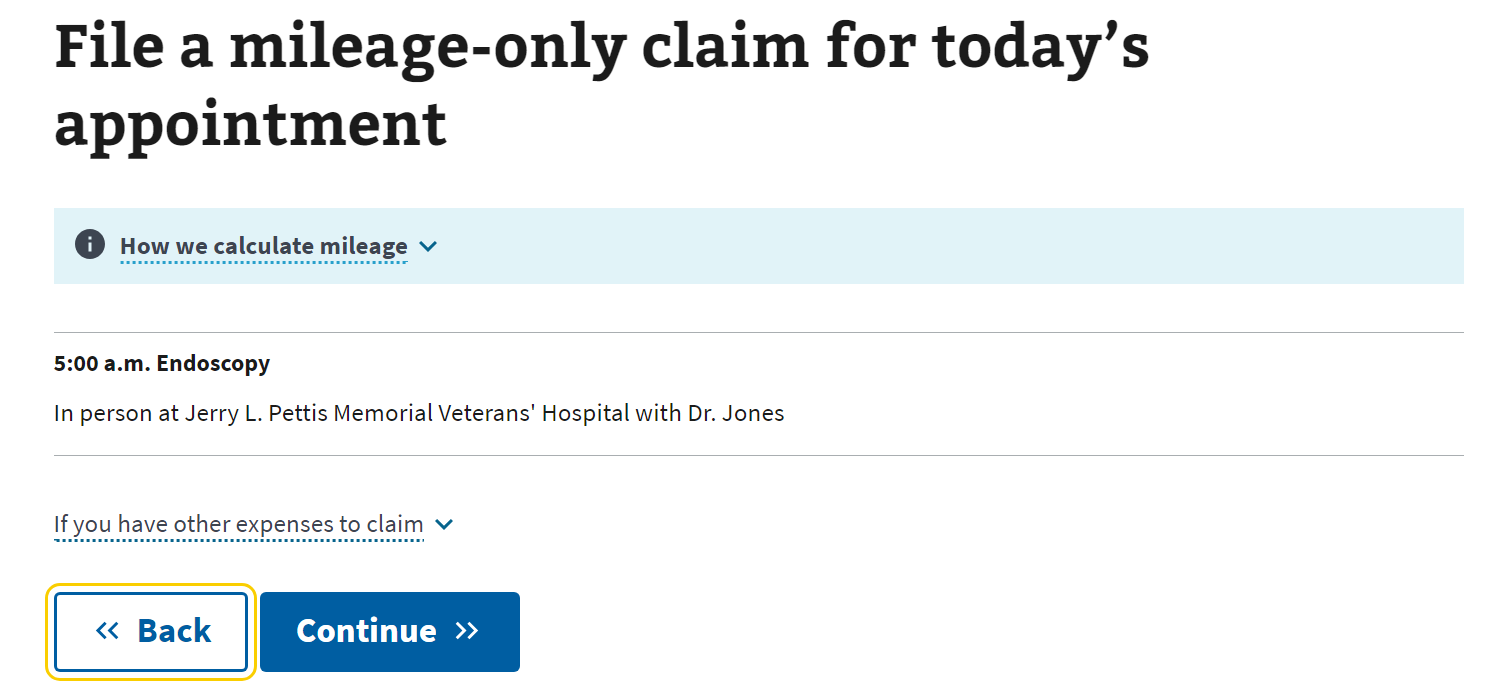 File a mileage-only claim for today’s
appointment
How we calculate mileage
5:00 a.m. Endoscopy
In person at Jerry L. Pettis Memorial Veterans' Hospital with Dr. Jones
If you have other expenses to claim
Back
Continue